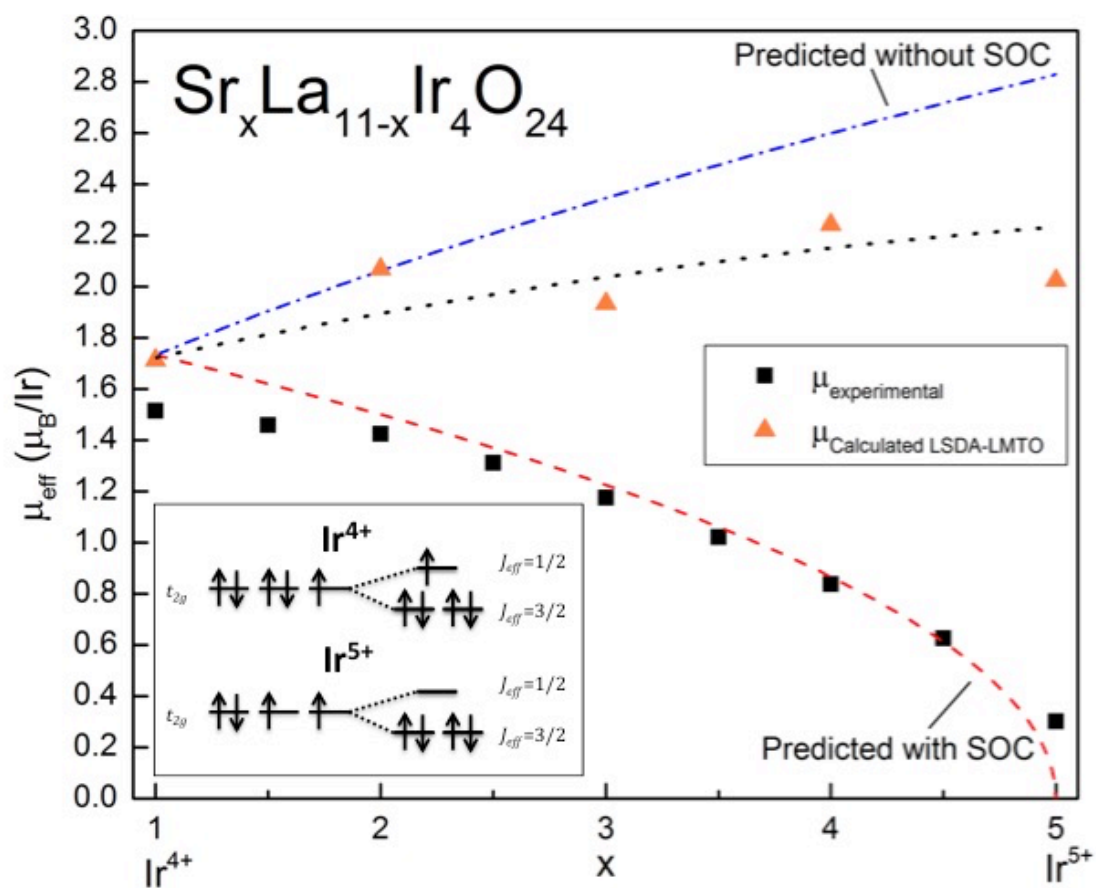 3.0
2.8
2.6
2.4
2.2
2.0
1.8
1.6
1.4
1.2
1.0
0.8
0.6
0.4
0.2
0.0
μeff (μB/Ir)
SrxLa11-xIr4O24
Predicted without SOC
μexperimental
μCalculated LSDA-LMTO
Ir4+
t2g
Jeff=1/2
Jeff=3/2
Ir5+
t2g
Jeff=1/2
Jeff=3/2
Predicted with SOC
1 2 3 4 5
Ir4+ x Ir5+